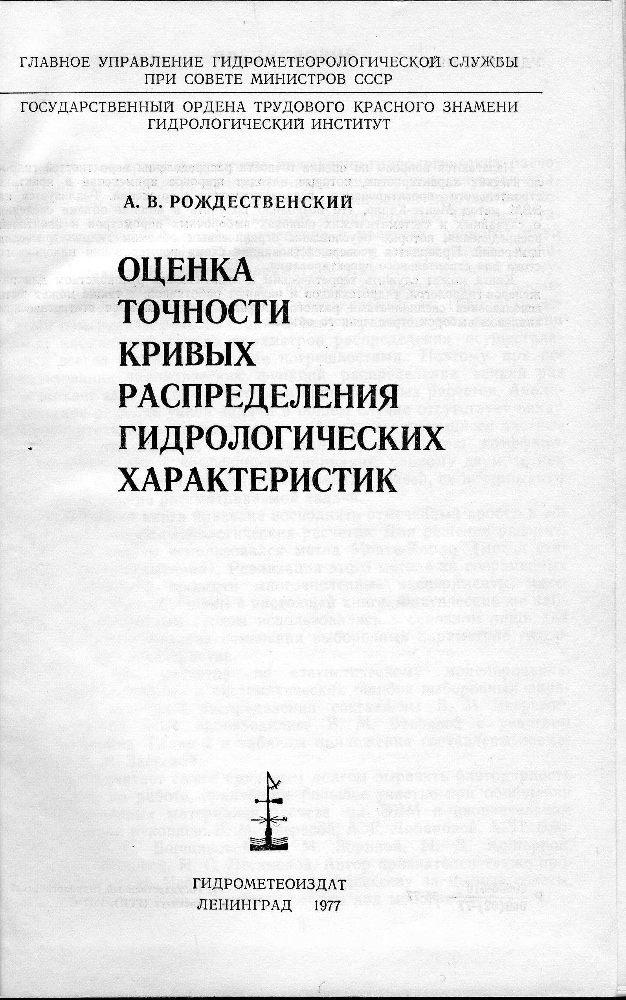 ГЛАВНОЕ УПРАВЛЕНИЕ ГИДРОМЕТЕОРОЛОГИЧЕСКОЙ СЛУЖБЫ
ПРИ СОВЕТЕ МИНИСТРОВ СССР
ГОСУДАРСТВЕННЫЙ ОРДЕНА ТРУДОВОГО КРАСНОГО ЗНАМЕНИ
ГИДРОЛОГИЧЕСКИЙ ИНСТИТУТ
А. В. РОЖДЕСТВЕНСКИЙ
ОЦЕНКА
ТОЧНОСТИ
КРИВЫХ
РАСПРЕДЕЛЕНИЯ
ГИДРОЛОГИЧЕСКИХ
ХАРАКТЕРИСТИК
ГИДРОМЕТЕОИЗДАТ
ЛЕНИНГРАД 1977